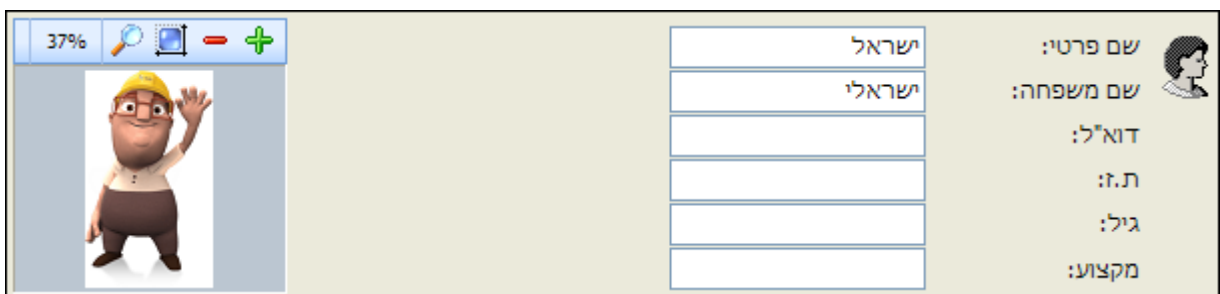 שם פרטי: ישראל
שם משפחה: ישראלי
דוא"ל:
ת.ז:
גיל:
מקצוע:
37%